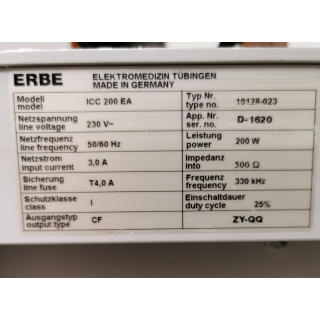 ERBE
ELEKTROMEDIZIN TÜBINGEN
MADE IN GERMANY
Modell
model
ICC 200 EA
Typ Nr.
type no.
10128-023
Netzspannung
line voltage
230 V~
App. Nr.
ser. no.
D-1620
Netzfrequenz
line frequency
50/60 Hz
Leistung
power
200 W
Netzstrom
input current
3,0 A
Impedanz
into
500 Ω
Sicherung
line fuse
T4,0 A
Frequenz
frequency
330 kHz
Schutzklasse
class
I
Einschaltdauer
duty cycle
25%
Ausgangstyp
output type
CF
ZY-QQ